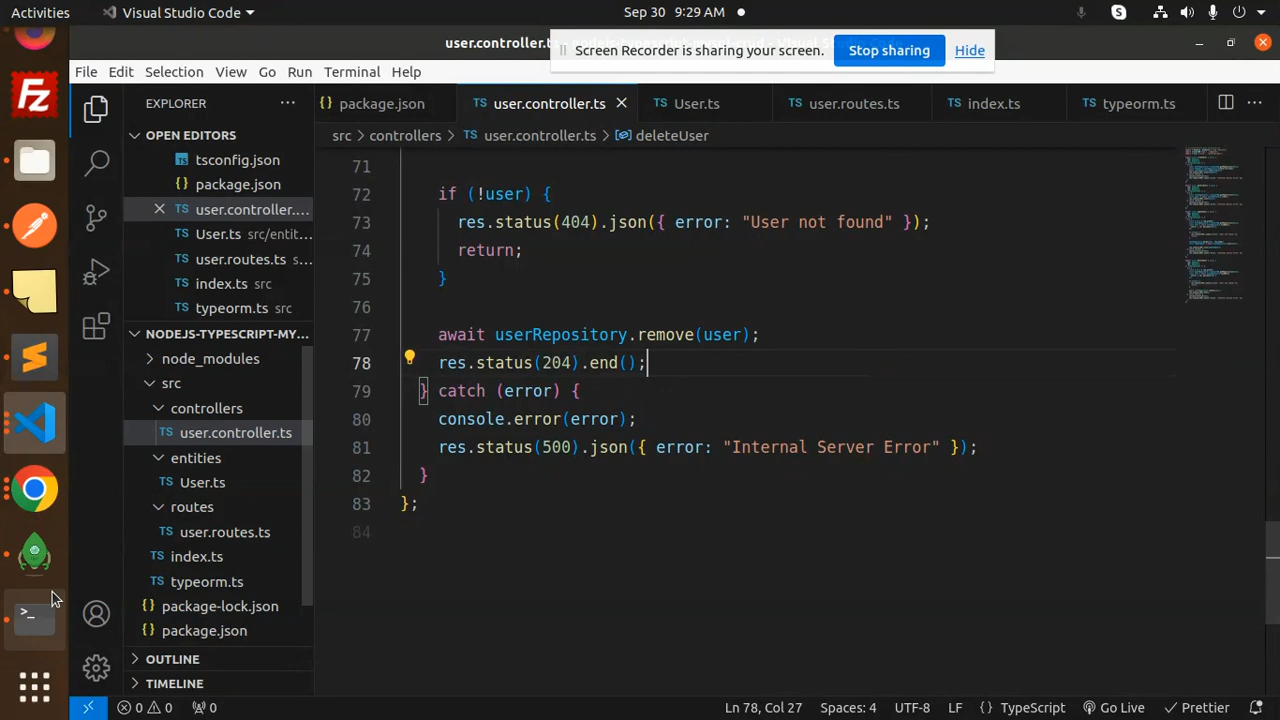 Activities
Visual Studio Code
Sep 30 9:29 AM
user.controller.t
Screen Recorder is sharing your screen.
Stop sharing
Hide
File Edit Selection View Go Run Terminal Help
EXPLORER
package.json
user.controller.ts
User.ts
user.routes.ts
index.ts
typeorm.ts
OPEN EDITORS
tsconfig.json
package.json
user.controller....
User.ts src/entit...
user.routes.ts s...
index.ts src
typeorm.ts src
NODEJS-TYPESCRIPT-MY...
node_modules
src
controllers
user.controller.ts
entities
User.ts
routes
user.routes.ts
index.ts
typeorm.ts
package-lock.json
package.json
OUTLINE
TIMELINE
src > controllers > user.controller.ts > deleteUser
71
72 if (!user) {
73 res.status(404).json({ error: "User not found" });
74 return;
75 }
76
77 await userRepository.remove(user);
78 res.status(204).end();
79 } catch (error) {
80 console.error(error);
81 res.status(500).json({ error: "Internal Server Error" });
82 }
83 };
84
0 0 0
Ln 78, Col 27 Spaces: 4 UTF-8 LF {} TypeScript Go Live Prettier